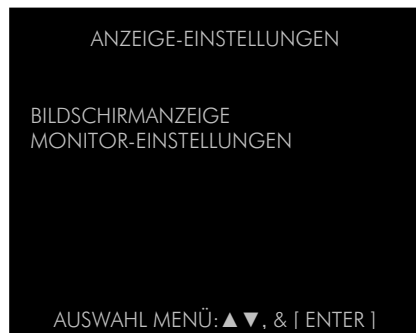 ANZEIGE-EINSTELLUNGEN
BILDSCHIRMANZEIGE
MONITOR-EINSTELLUNGEN
AUSWAHL MENÜ:▲▼, & [ ENTER ]